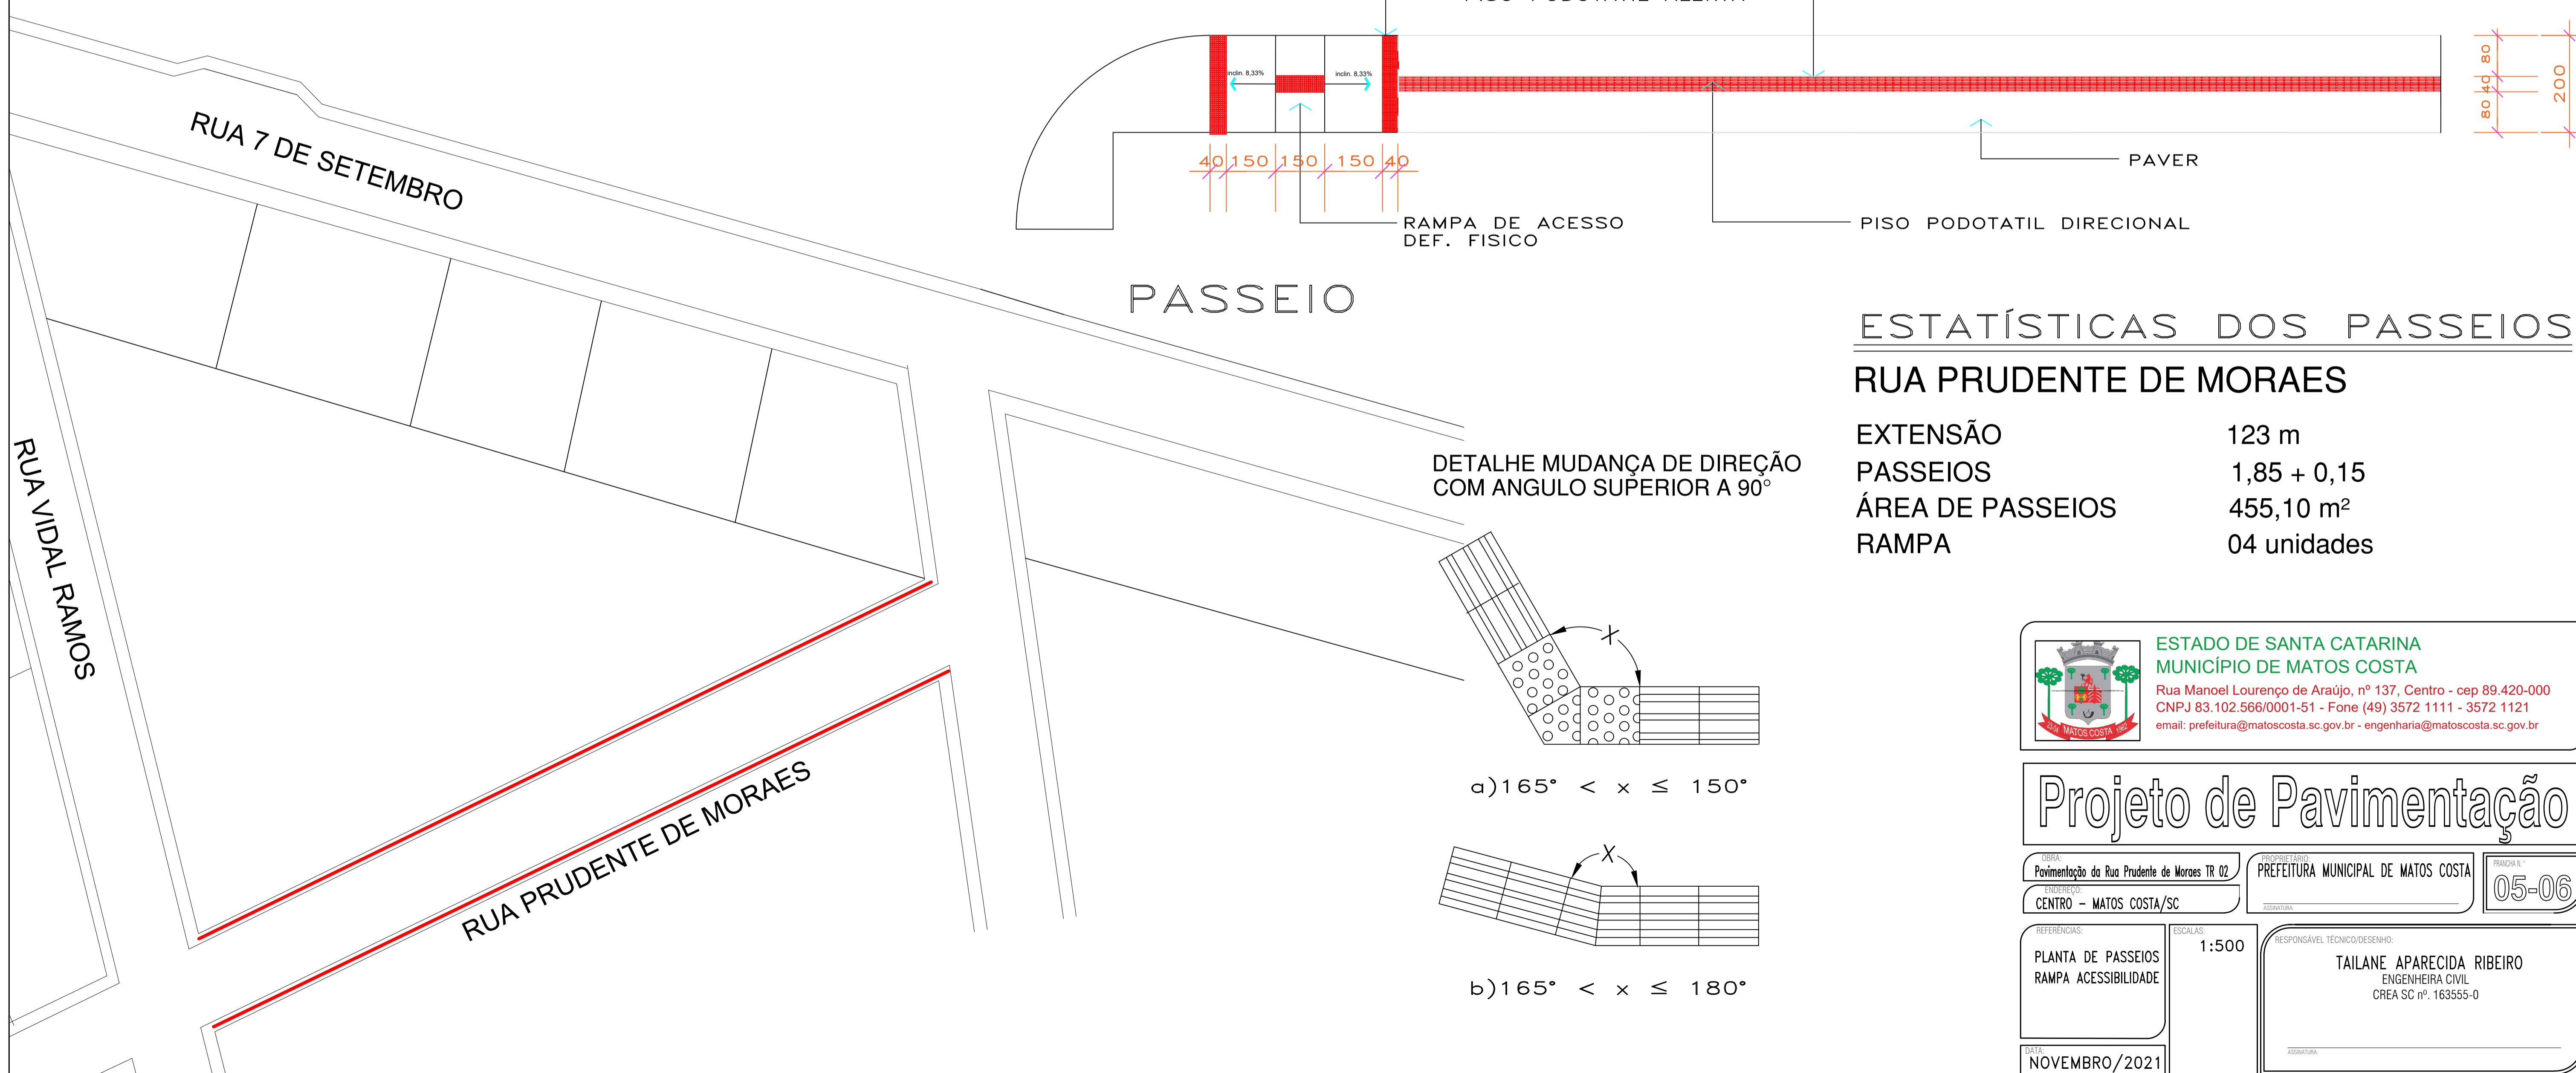 RUA 7 DE SETEMBRO
RUA VIDAL RAMOS
RUA PRUDENTE DE MORAES
inclin. 8,33%
inclin. 8,33%
40 150 150 150 40
80
40
80
200
PAVER
RAMPA DE ACESSO
DEF. FISICO
PISO PODOTATIL DIRECIONAL
PASSEIO
ESTATÍSTICAS DOS PASSEIOS
RUA PRUDENTE DE MORAES
EXTENSÃO 123 m
PASSEIOS 1,85 + 0,15
ÁREA DE PASSEIOS 455,10 m²
RAMPA 04 unidades
DETALHE MUDANÇA DE DIREÇÃO
COM ANGULO SUPERIOR A 90°
X
a)165° < x ≤ 150°
X
b)165° < x ≤ 180°
ESTADO DE SANTA CATARINA
MUNICÍPIO DE MATOS COSTA
Rua Manoel Lourenço de Araújo, nº 137, Centro - cep 89.420-000
CNPJ 83.102.566/0001-51 - Fone (49) 3572 1111 - 3572 1121
email: prefeitura@matoscosta.sc.gov.br - engenharia@matoscosta.sc.gov.br
MATOS COSTA
Projeto de Pavimentação
OBRA:
Pavimentação da Rua Prudente de Moraes TR 02
ENDEREÇO:
CENTRO - MATOS COSTA/SC
PROPRIETÁRIO:
PREFEITURA MUNICIPAL DE MATOS COSTA
ASSINATURA
PRANCHA N.°
05-06
REFERÊNCIAS:
PLANTA DE PASSEIOS
RAMPA ACESSIBILIDADE
ESCALAS:
1:500
RESPONSÁVEL TÉCNICO/DESENHO:
TAILANE APARECIDA RIBEIRO
ENGENHEIRA CIVIL
CREA SC nº. 163555-0
ASSINATURA
DATA:
NOVEMBRO/2021